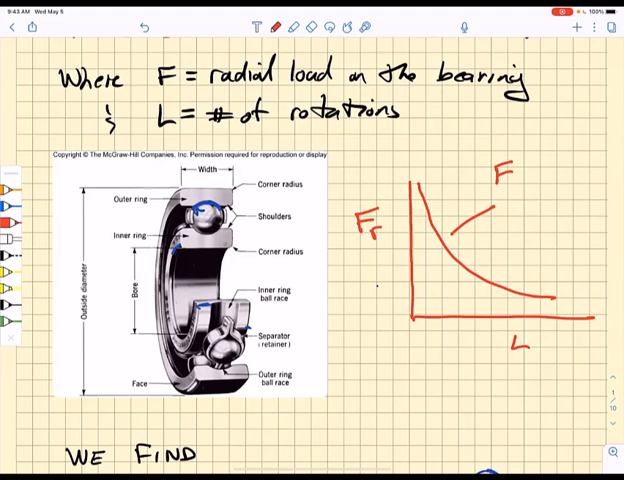 9:43 AM Wed May 5
100%
Where F = radial load on the bearing
& L = # of rotations
Copyright © The McGraw-Hill Companies, Inc. Permission required for reproduction or display
Width
Corner radius
Outer ring
Shoulders
Inner ring
Corner radius
Outside diameter
Bore
Inner ring
ball race
Separator
(retainer)
Outer ring
ball race
Face
F
Fr
L
1
/
10
WE FIND